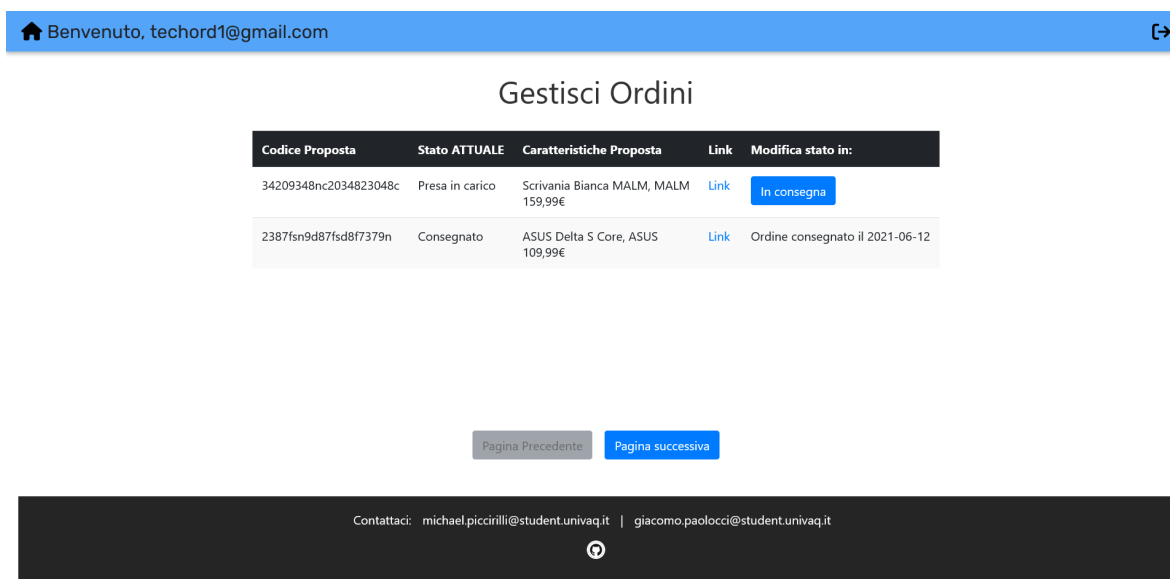 Benvenuto, techord1@gmail.com
Gestisci Ordini
Codice Proposta Stato ATTUALE Caratteristiche Proposta Link Modifica stato in:
34209348nc2034823048c Presa in carico Scrivania Bianca MALM, MALM Link In consegna
159,99€
2387fsn9d87fsd8f7379n Consegnato ASUS Delta S Core, ASUS Link Ordine consegnato il 2021-06-12
109,99€
Pagina Precedente Pagina successiva
Contattaci: michael.piccirilli@student.univaq.it | giacomo.paolocci@student.univaq.it